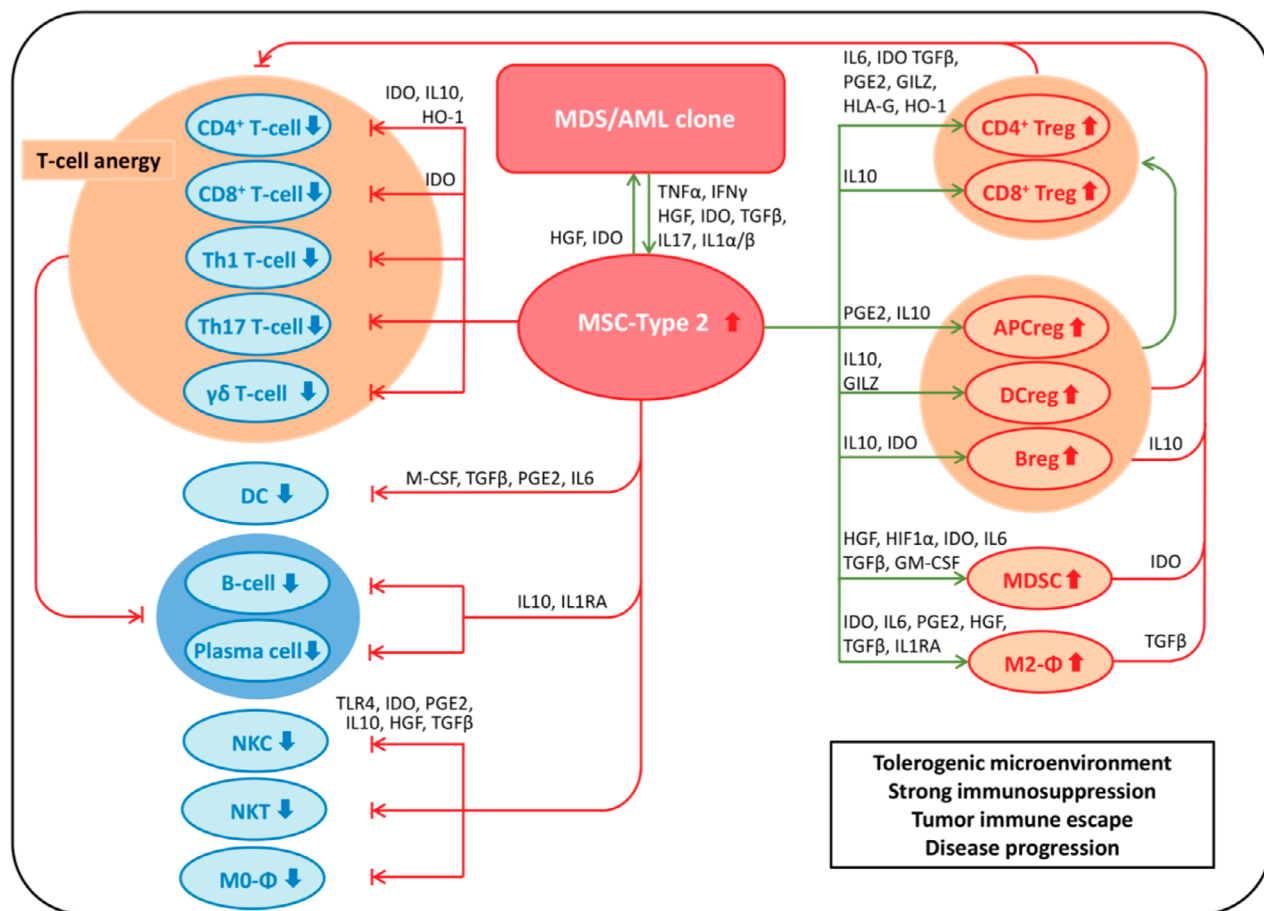 T-cell anergy
CD4⁺ T-cell
CD8⁺ T-cell
Th1 T-cell
Th17 T-cell
γδ T-cell
IDO, IL10,
HO-1
IDO
DC
M-CSF, TGFβ, PGE2, IL6
B-cell
Plasma cell
IL10, IL1RA
TLR4, IDO, PGE2,
IL10, HGF, TGFβ
NKC
NKT
M0-Φ
MDS/AML clone
HGF, IDO
TNFα, IFNγ
HGF, IDO, TGFβ,
IL17, IL1α/β
MSC-Type 2
IL6, IDO TGFβ,
PGE2, GILZ,
HLA-G, HO-1
CD4⁺ Treg
IL10
CD8⁺ Treg
PGE2, IL10
APCreg
IL10,
GILZ
DCreg
IL10, IDO
Breg
IL10
HGF, HIF1α, IDO, IL6
TGFβ, GM-CSF
MDSC
IDO
IDO, IL6, PGE2, HGF,
TGFβ, IL1RA
M2-Φ
TGFβ
Tolerogenic microenvironment
Strong immunosuppression
Tumor immune escape
Disease progression